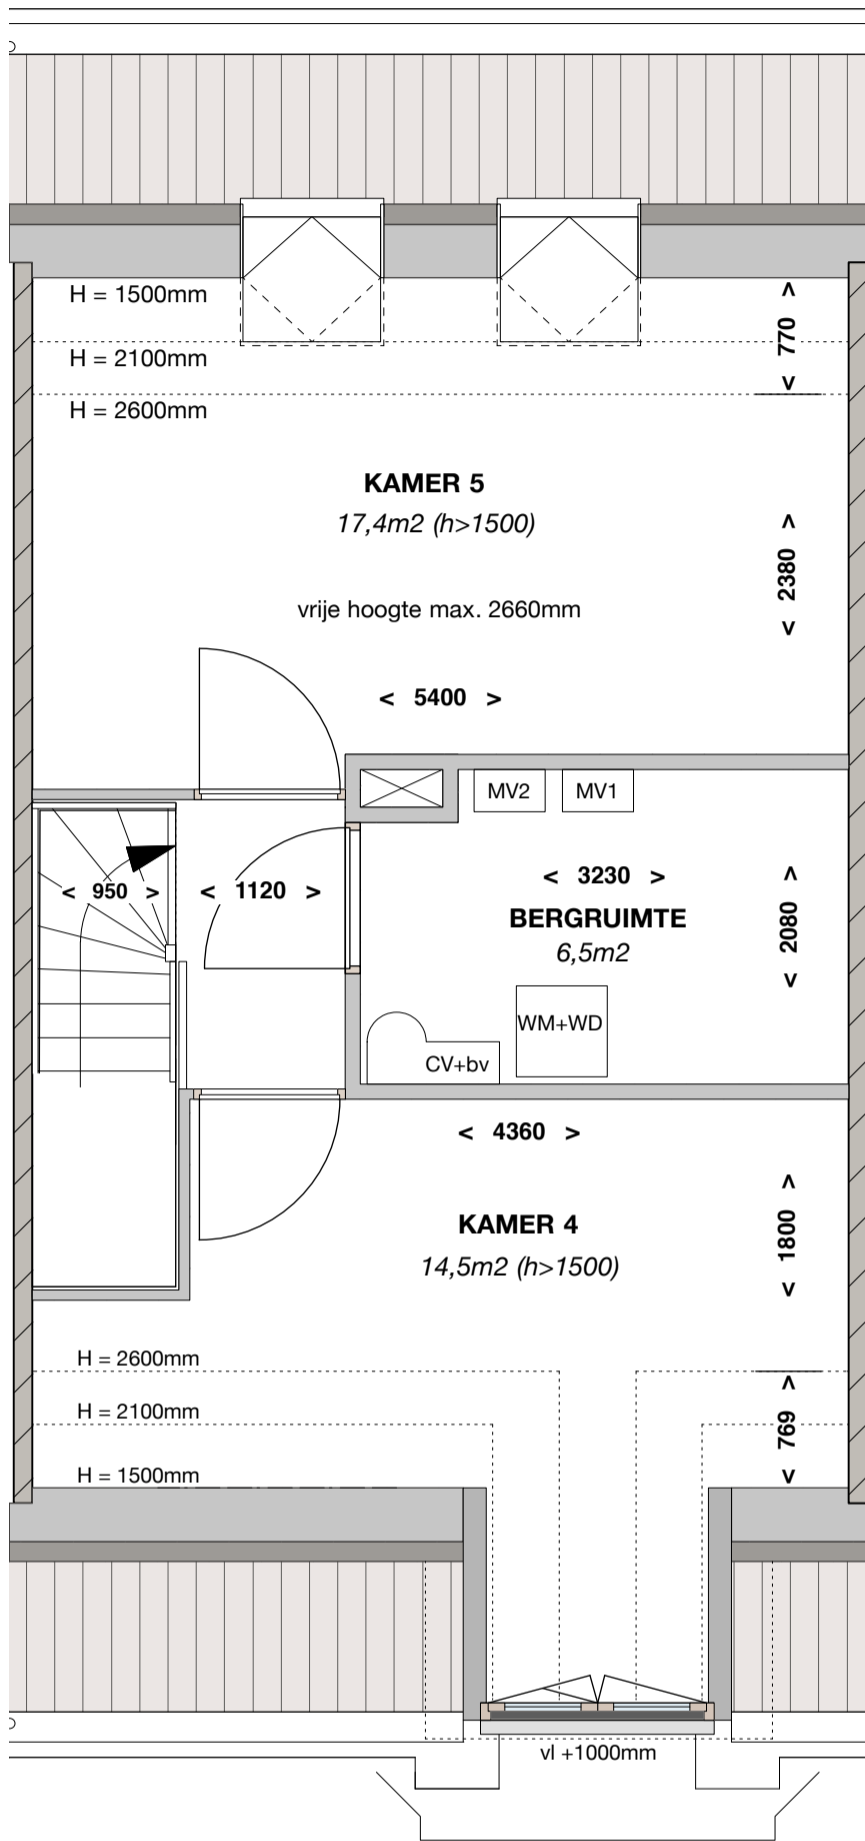 H = 1500mm
H = 2100mm
H = 2600mm
< 770 >
KAMER 5
17,4m2 (h>1500)
< 2380 >
vrije hoogte max. 2660mm
< 5400 >
MV2
MV1
< 950 >
< 1120 >
< 3230 >
BERGRUIMTE
6,5m2
< 2080 >
WM+WD
CV+bv
< 4360 >
KAMER 4
14,5m2 (h>1500)
< 1800 >
H = 2600mm
H = 2100mm
H = 1500mm
< 769 >
vl +1000mm